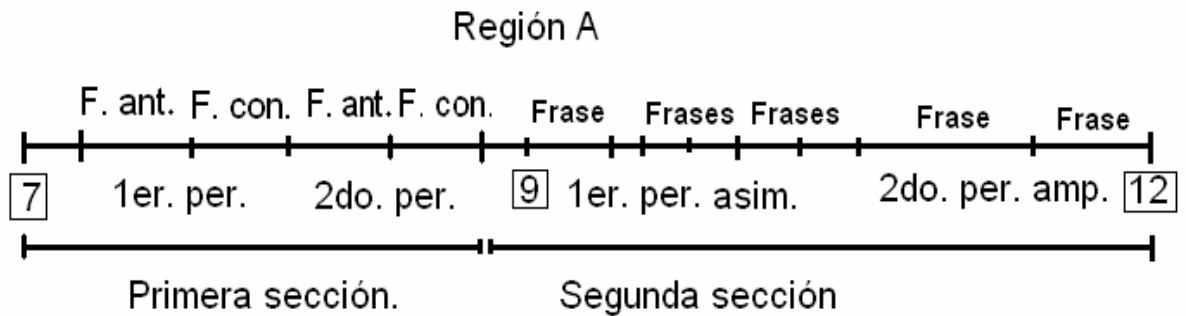 Región A
F. ant. F. con. F. ant. F. con. Frase Frases Frases Frase Frase
7 1er. per. 2do. per. 9 1er. per. asim. 2do. per. amp. 12
Primera sección. Segunda sección